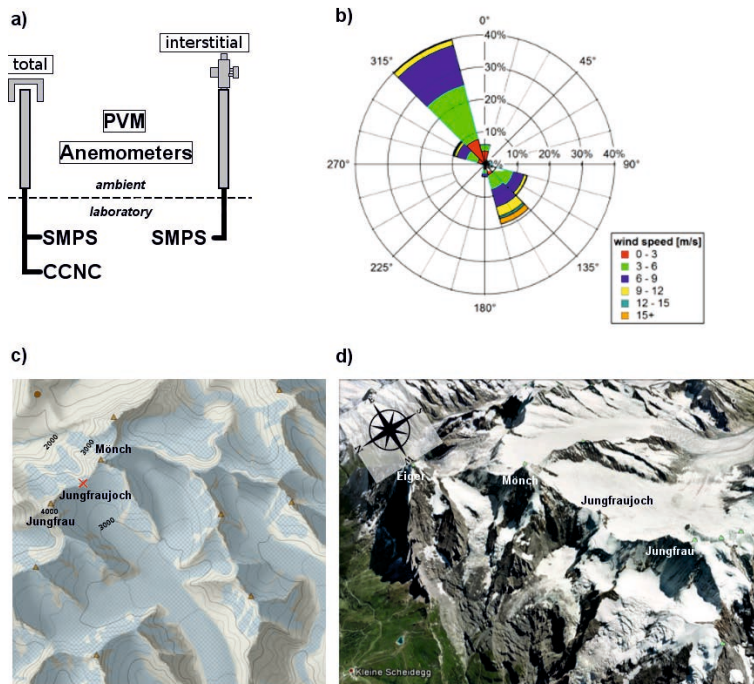 a)
interstitial
total
PVM
Anemometers
ambient
laboratory
SMPS
SMPS
CCNC
b)
0°
315°
45°
40%
30%
20%
10%
270°
10% 20% 30% 40%
90°
225°
135°
180°
wind speed [m/s]
0 - 3
3 - 6
6 - 9
9 - 12
12 - 15
15+
c)
2000
3000
Mönch
Jungfraujoch
4000
Jungfrau
3000
d)
Eiger
Mönch
Jungfraujoch
Jungfrau
Kleine Scheidegg